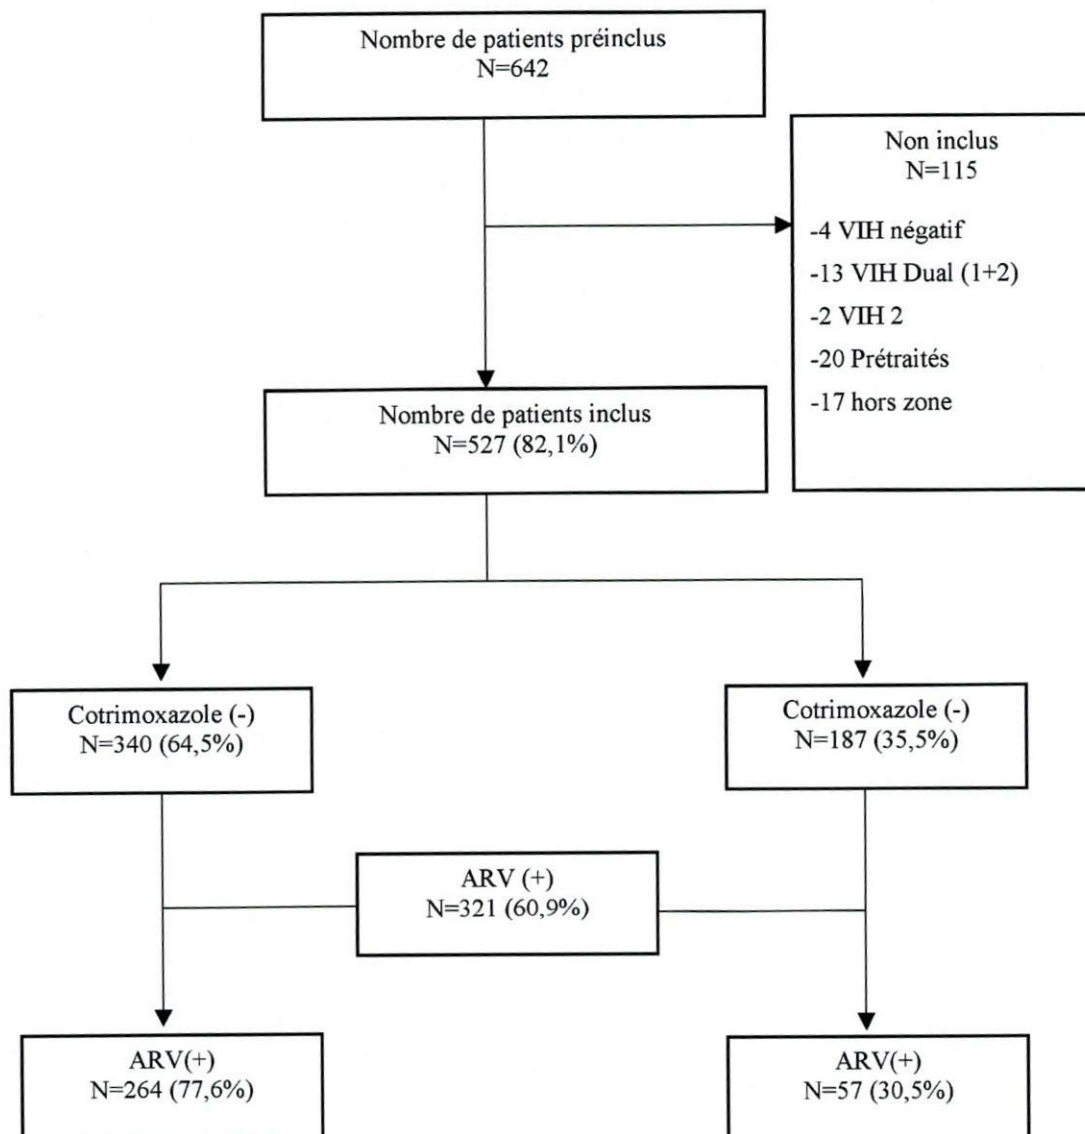 Nombre de patients préinclus
N=642
Non inclus
N=115
-4 VIH négatif
-13 VIH Dual (1+2)
-2 VIH 2
-20 Prétraités
-17 hors zone
Nombre de patients inclus
N=527 (82,1%)
Cotrimoxazole (-)
N=340 (64,5%)
Cotrimoxazole (-)
N=187 (35,5%)
ARV (+)
N=321 (60,9%)
ARV(+)
N=264 (77,6%)
ARV(+)
N=57 (30,5%)